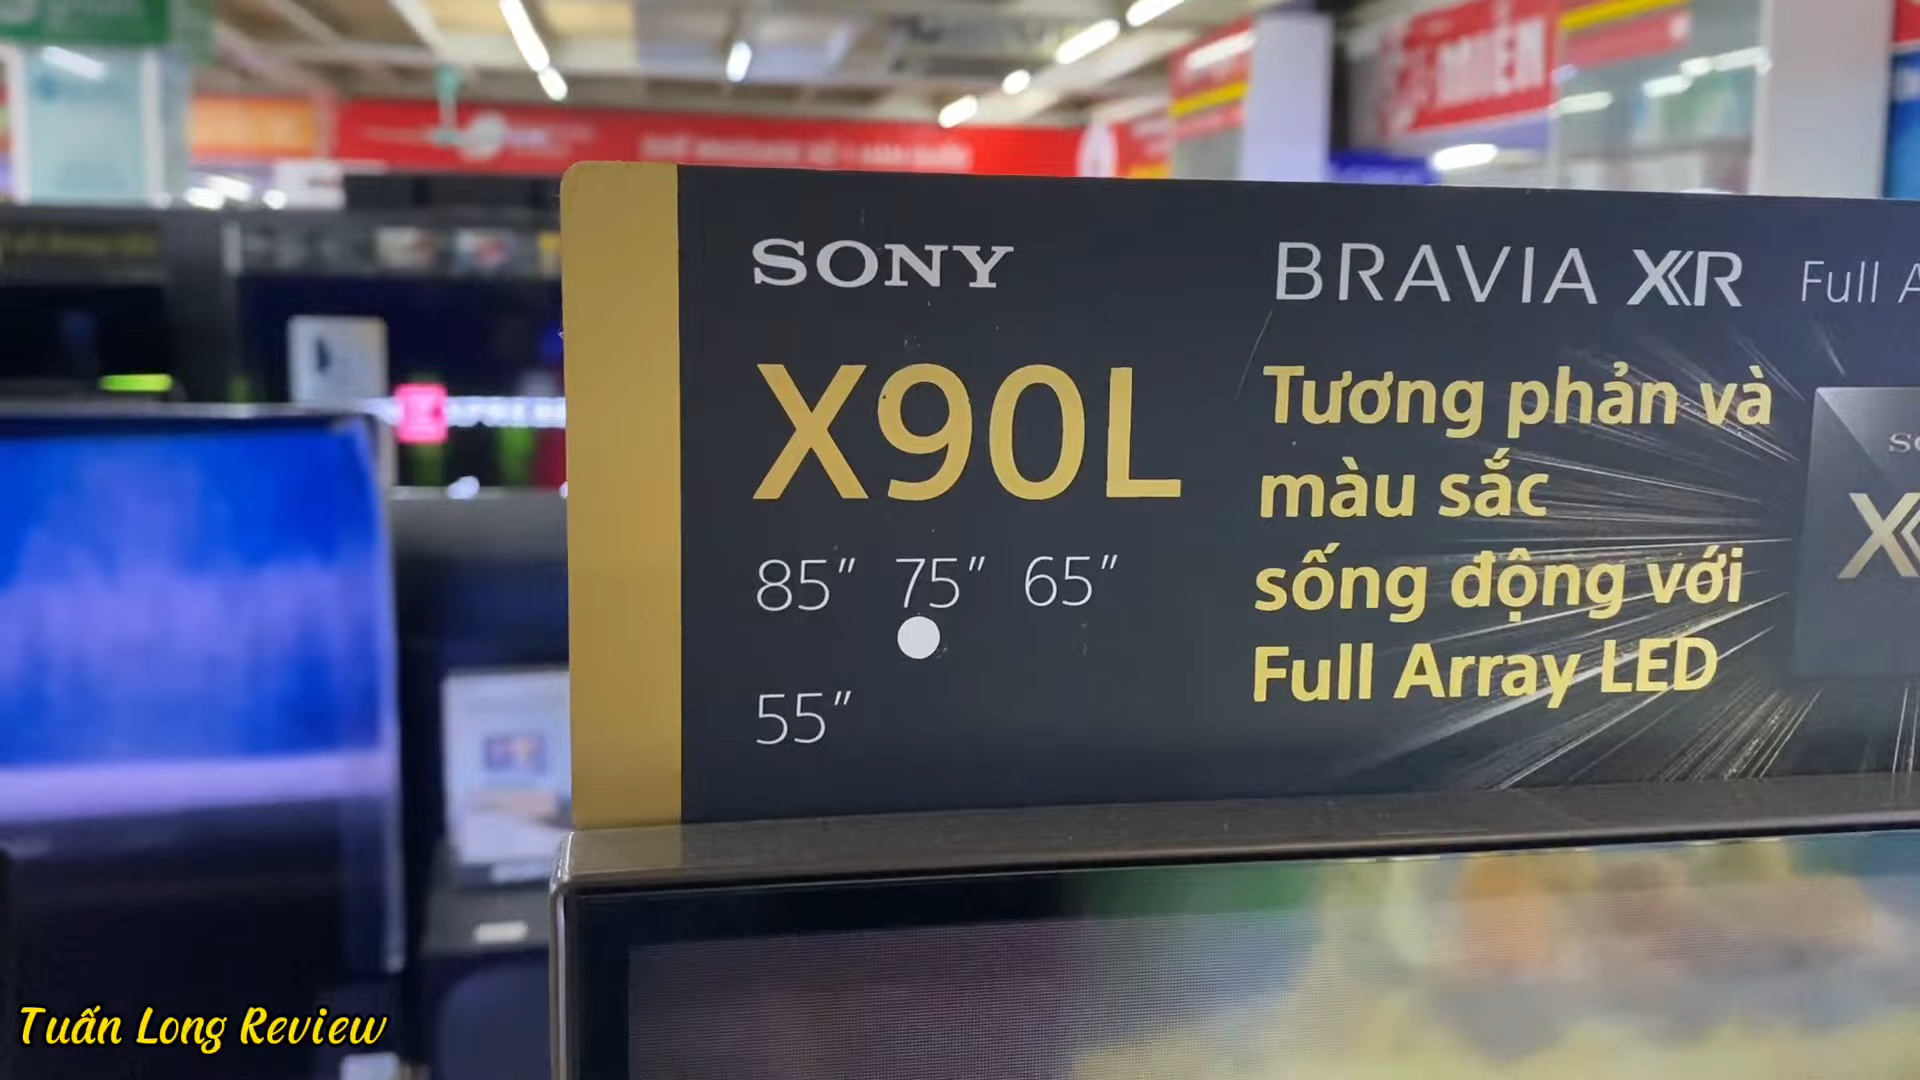 MIỀN
SONY
BRAVIA XR Full A
X90L
Tương phản và
màu sắc
sống động với
Full Array LED
85" 75" 65"
55"
Tuấn Long Review